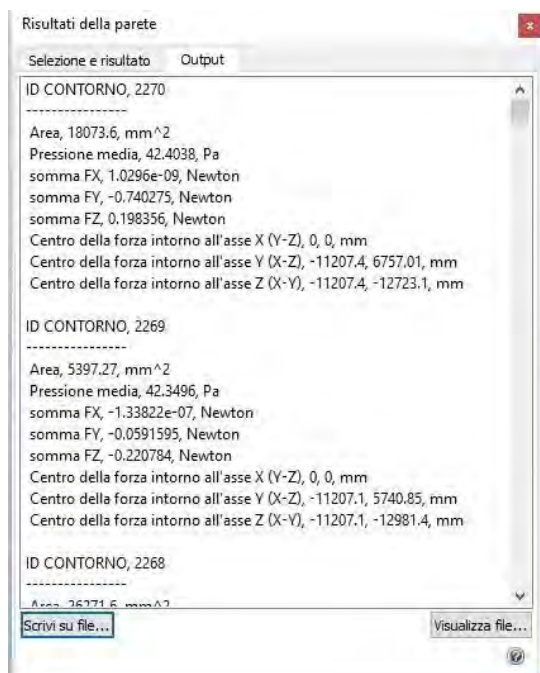 Risultati della parete
x
Selezione e risultato Output
ID CONTORNO, 2270
----------------
Area, 18073.6, mm^2
Pressione media, 42.4038, Pa
somma FX, 1.0296e-09, Newton
somma FY, -0.740275, Newton
somma FZ, 0.198356, Newton
Centro della forza intorno all'asse X (Y-Z), 0, 0, mm
Centro della forza intorno all'asse Y (X-Z), -11207.4, 6757.01, mm
Centro della forza intorno all'asse Z (X-Y), -11207.4, -12723.1, mm
ID CONTORNO, 2269
----------------
Area, 5397.27, mm^2
Pressione media, 42.3496, Pa
somma FX, -1.33822e-07, Newton
somma FY, -0.0591595, Newton
somma FZ, -0.220784, Newton
Centro della forza intorno all'asse X (Y-Z), 0, 0, mm
Centro della forza intorno all'asse Y (X-Z), -11207.1, 5740.85, mm
Centro della forza intorno all'asse Z (X-Y), -11207.1, -12981.4, mm
ID CONTORNO, 2268
----------------
Area, 26271.6, mm^2
Scrivi su file... Visualizza file...
?